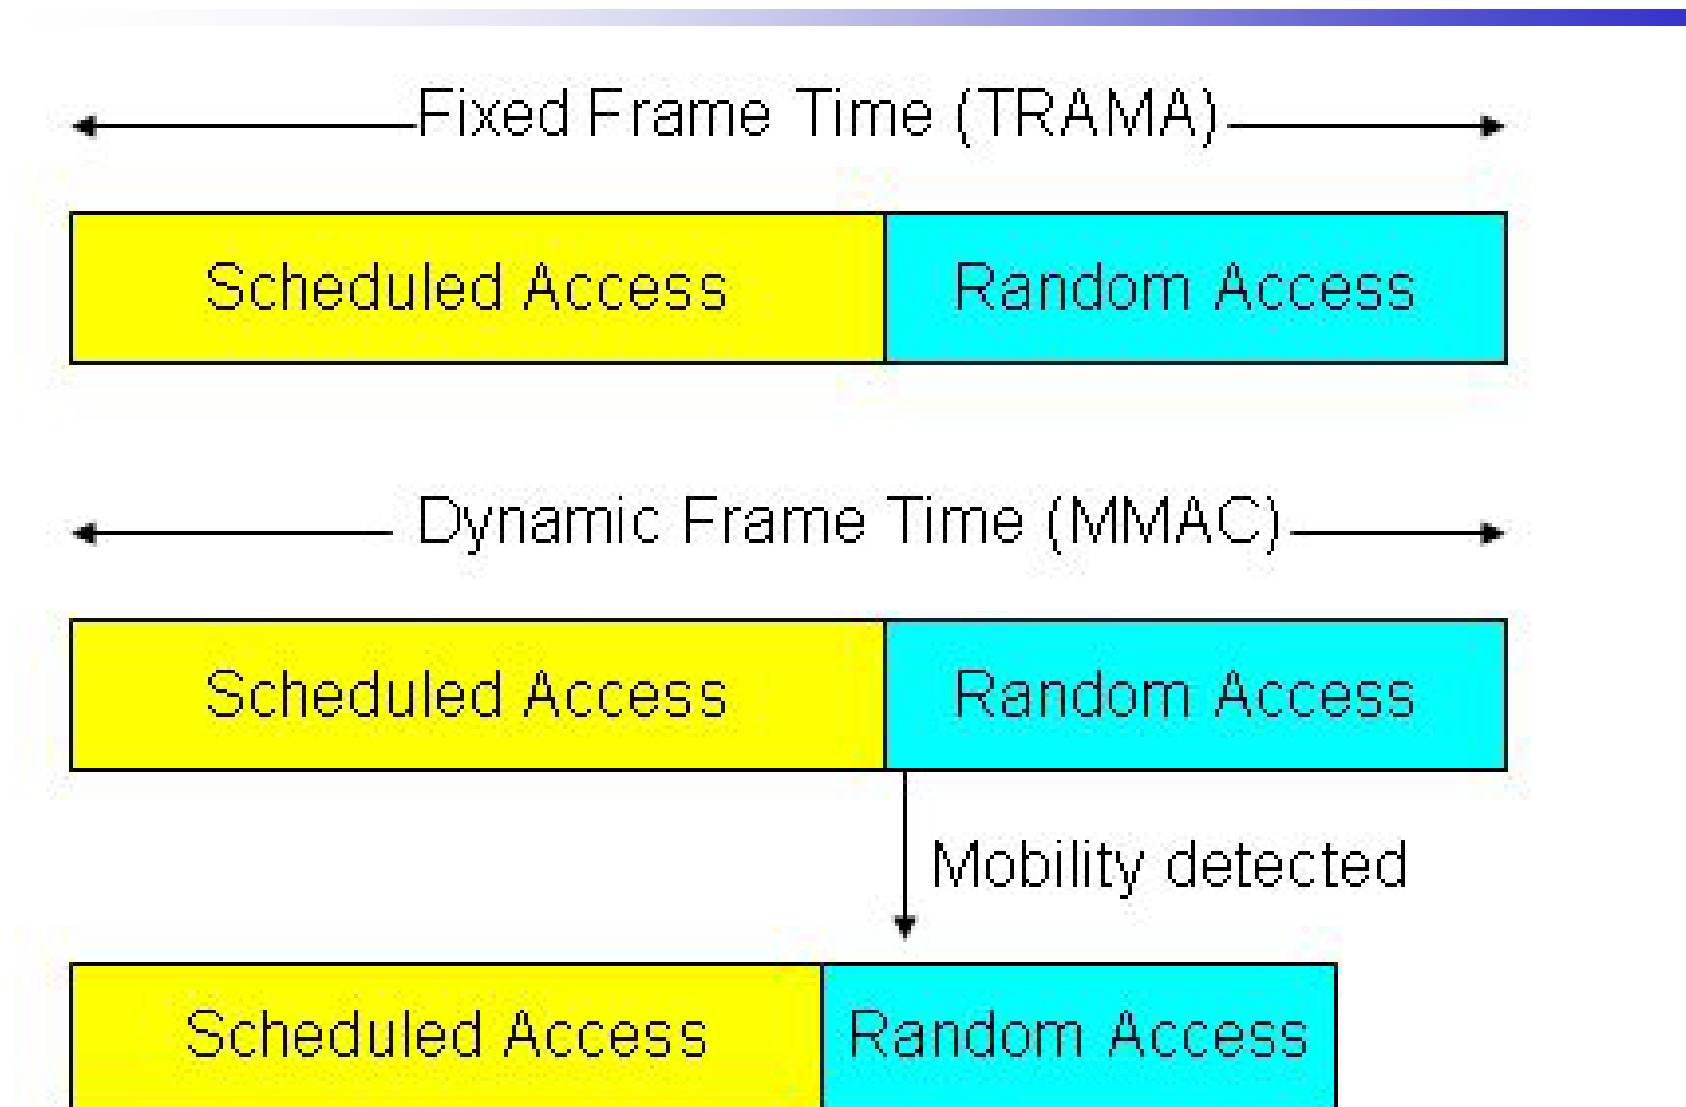 Fixed Frame Time (TRAMA)
Scheduled Access
Random Access
Dynamic Frame Time (MMAC)
Scheduled Access
Random Access
Mobility detected
Scheduled Access
Random Access